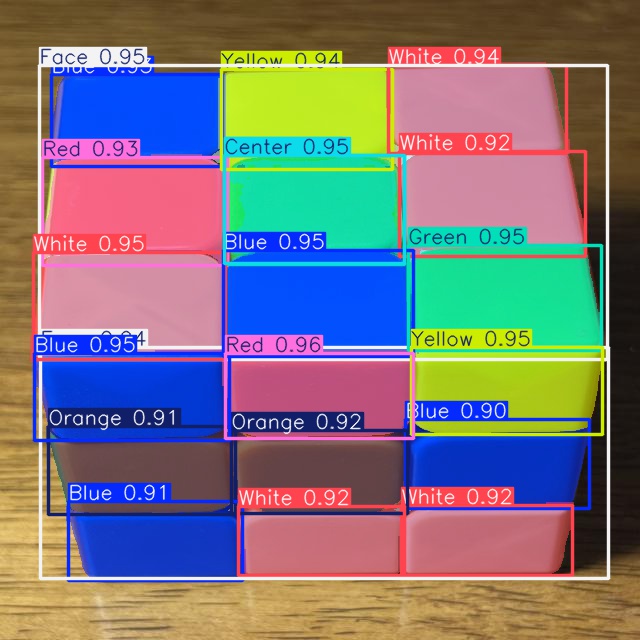 Face 0.95
Blue 0.95
Yellow 0.94
White 0.94
Red 0.93
Center 0.95
White 0.92
White 0.95
Blue 0.95
Green 0.95
Blue 0.95
Red 0.96
Yellow 0.95
Orange 0.91
Orange 0.92
Blue 0.90
Blue 0.91
White 0.92
White 0.92